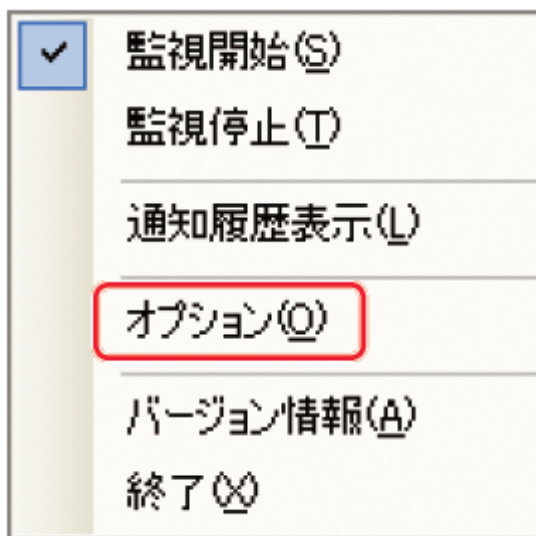 監視開始(S)
監視停止(T)
通知履歴表示(L)
オプション(O)
バージョン情報(A)
終了(X)